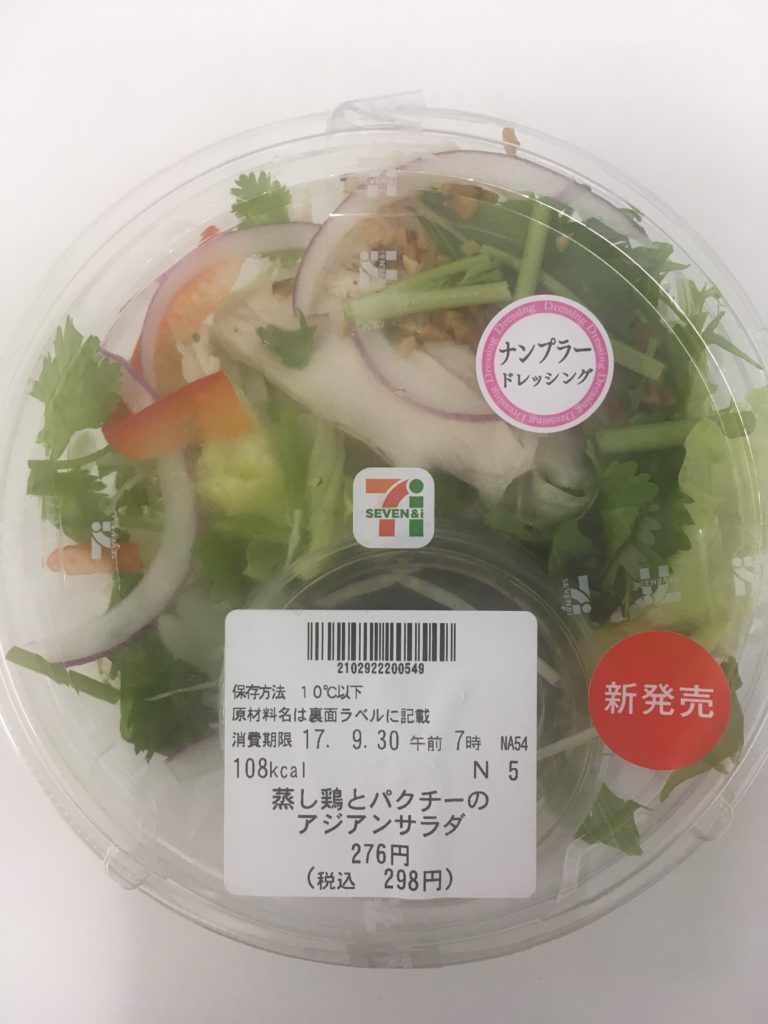 Dressing Dressing Dressing Dressing Dressing Dressing
ナンプラー
ドレッシング
SEVEN&i
新発売
2102922200549
保存方法 10℃以下
原材料名は裏面ラベルに記載
消費期限 17. 9.30 午前 7時 NA54
108kcal N 5
蒸し鶏とパクチーの
アジアンサラダ
276円
(税込 298円)